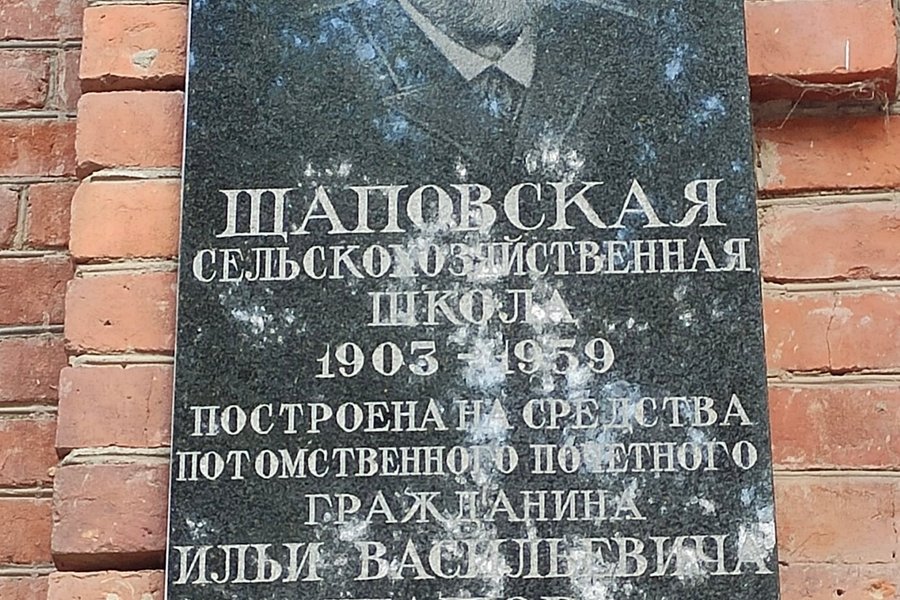 ЩАПОВСКАЯ
СЕЛЬСКОХОЗЯЙСТВЕННАЯ
ШКОЛА
1903 - 1959
ПОСТРОЕНА НА СРЕДСТВА
ПОТОМСТВЕННОГО ПОЧЕТНОГО
ГРАЖДАНИНА
ИЛЬИ ВАСИЛЬЕВИЧА